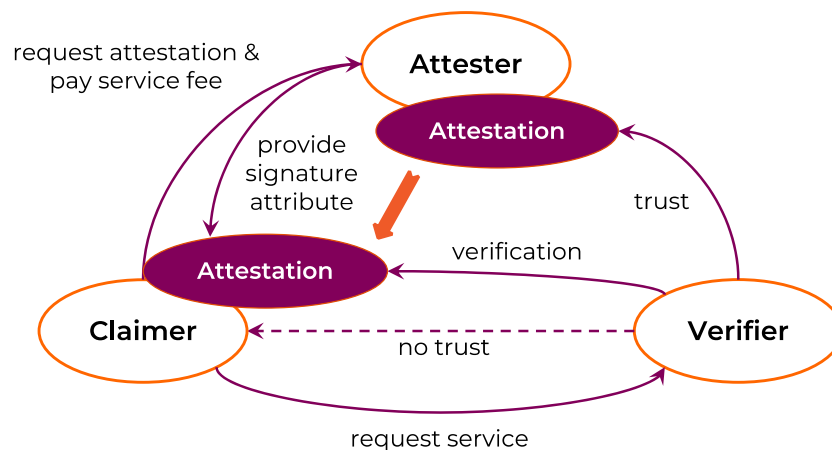 request attestation &
pay service fee
Attester
Attestation
provide
signature
attribute
trust
verification
Attestation
Claimer
Verifier
no trust
request service